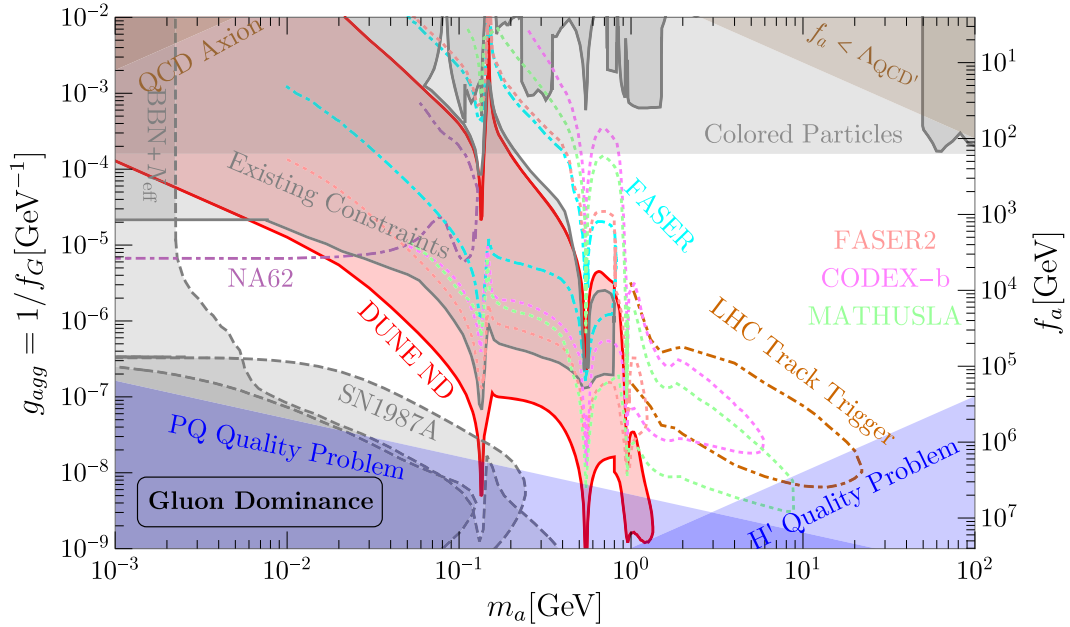 QCD Axion
f_a < Λ_QCD'
BBN+N_eff
Colored Particles
Existing Constraints
FASER
NA62
FASER2
CODEX-b
MATHUSLA
DUNE ND
LHC Track Trigger
SN1987A
PQ Quality Problem
H' Quality Problem
Gluon Dominance
g_agg = 1/f_G[GeV^−1]
10^−2
10^−3
10^−4
10^−5
10^−6
10^−7
10^−8
10^−9
f_a[GeV]
10^1
10^2
10^3
10^4
10^5
10^6
10^7
10^−3
10^−2
10^−1
10^0
10^1
10^2
m_a[GeV]